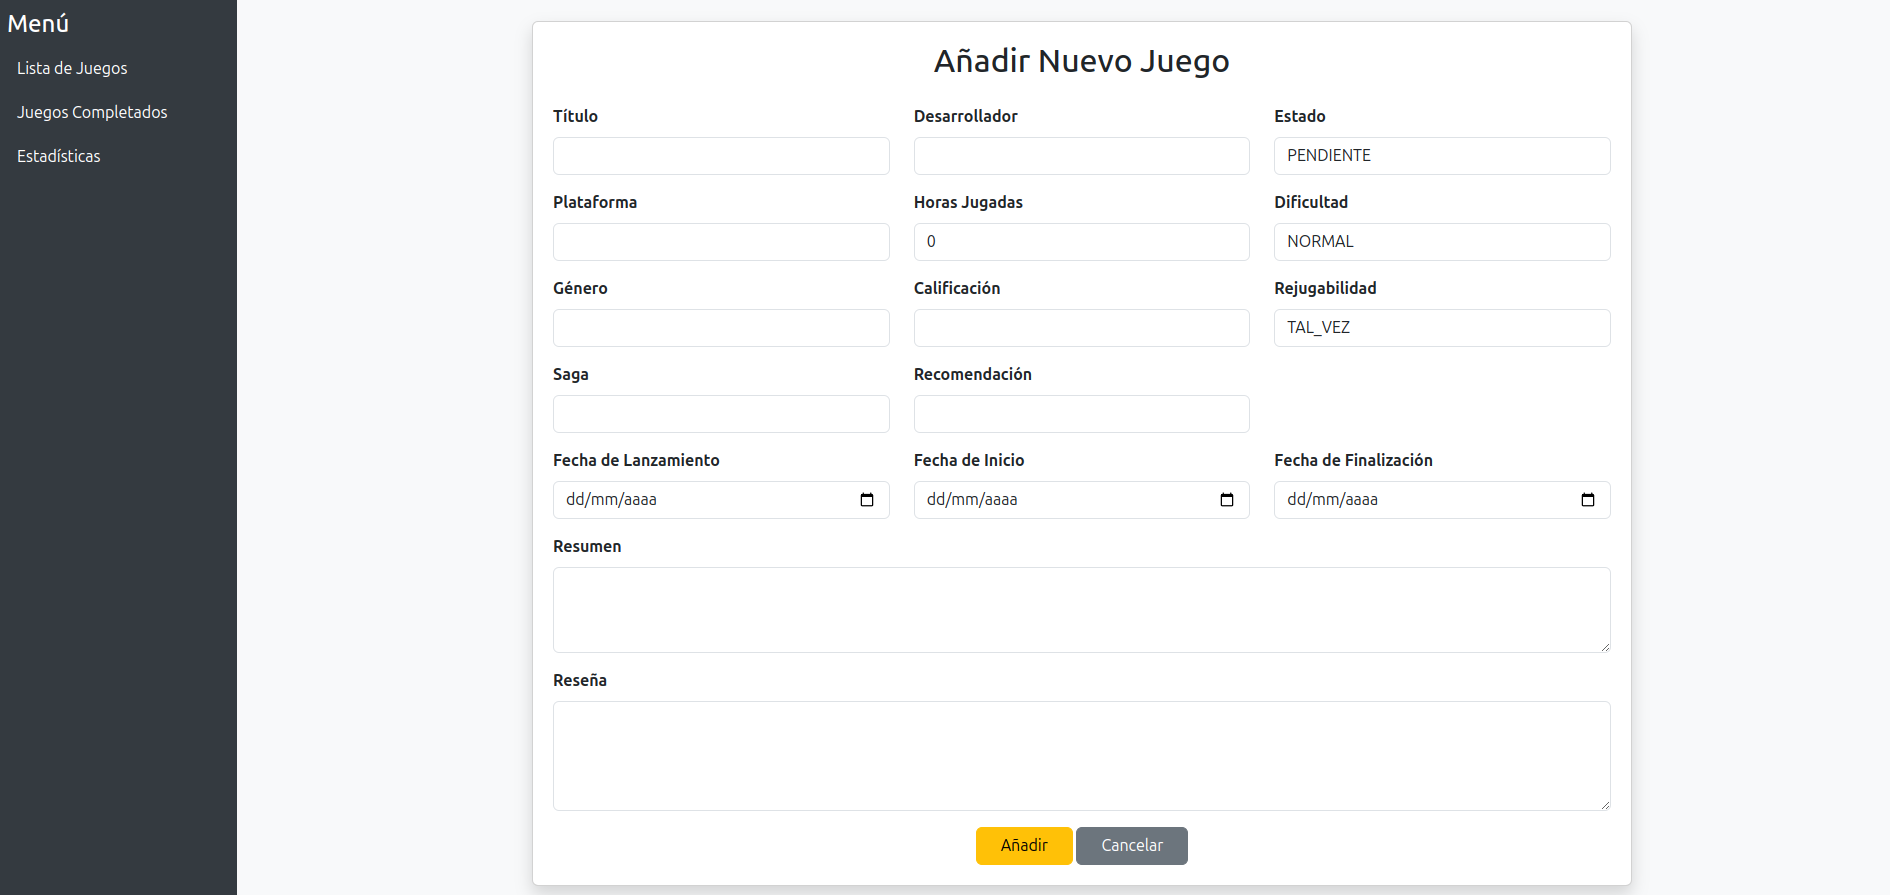 Menú
Lista de Juegos
Juegos Completados
Estadísticas
Añadir Nuevo Juego
Título Desarrollador Estado
PENDIENTE
Plataforma Horas Jugadas Dificultad
0 NORMAL
Género Calificación Rejugabilidad
TAL_VEZ
Saga Recomendación
Fecha de Lanzamiento Fecha de Inicio Fecha de Finalización
dd/mm/aaaa dd/mm/aaaa dd/mm/aaaa
Resumen
Reseña
Añadir Cancelar